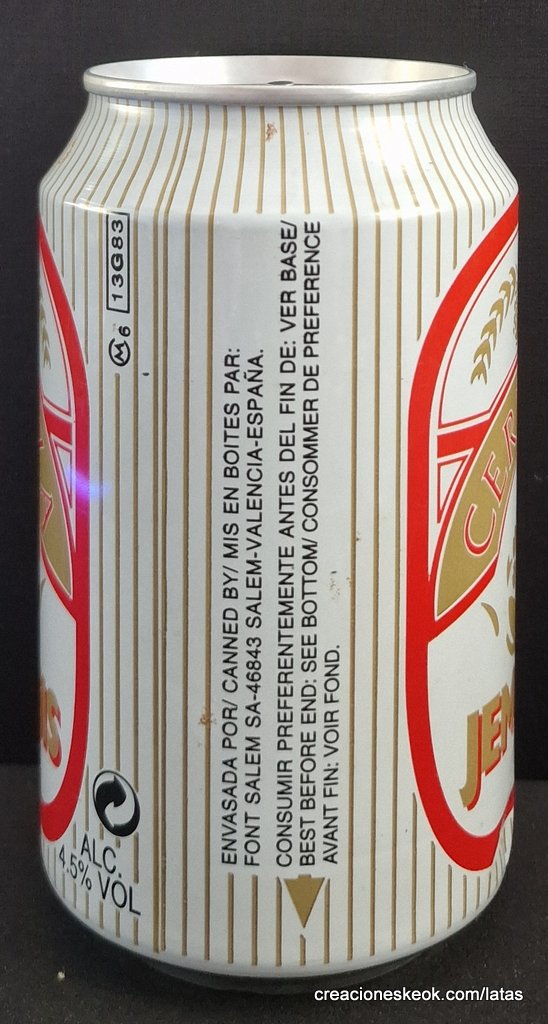 13G83
M6
ENVASADA POR/ CANNED BY/ MIS EN BOITES PAR:
FONT SALEM SA-46843 SALEM-VALENCIA-ESPAÑA.
CONSUMIR PREFERENTEMENTE ANTES DEL FIN DE: VER BASE/
BEST BEFORE END: SEE BOTTOM/ CONSOMMER DE PREFERENCE
AVANT FIN: VOIR FOND.
ALC.
4.5% VOL
CER
JEM
creacioneskeok.com/latas